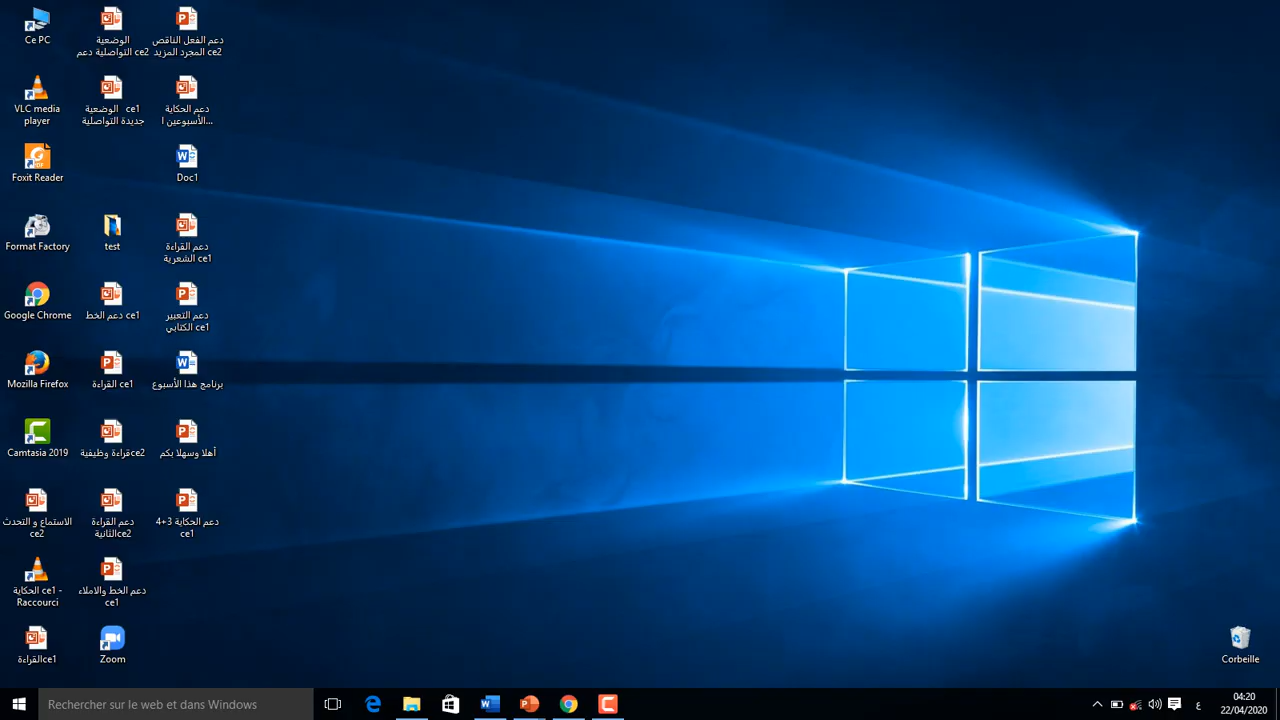 Ce PC
VLC media
player
Foxit Reader
Format Factory
Google Chrome
Mozilla Firefox
Camtasia 2019
الاستماع و التحدث
ce2
الحكاية ce1 -
Raccourci
القراءةce1
الوضعية
التواصلية دعم ce2
الوضعية ce1
جديدة التواصلية
test
دعم الخط ce1
القراءة ce1
قراءة وظيفيةce2
دعم القراءة
الثانيةce2
دعم الخط والاملاء
ce1
Zoom
دعم الفعل الناقص
المجرد المزيد ce2
دعم الحكاية
الأسبوعين ا...
Doc1
دعم القراءة
الشعرية ce1
دعم التعبير
الكتابي ce1
برنامج هذا الأسبوع
أهلا وسهلا بكم
دعم الحكاية 3+4
ce1
Corbeille
Rechercher sur le web et dans Windows
ع
04:20
22/04/2020